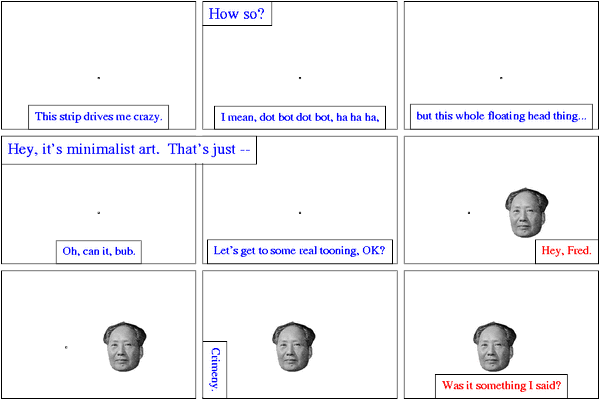 This strip drives me crazy.
How so?
I mean, dot bot dot bot, ha ha ha,
but this whole floating head thing...
Hey, it's minimalist art. That's just --
Oh, can it, bub.
Let's get to some real tooning, OK?
Hey, Fred.
Crimeny.
Was it something I said?